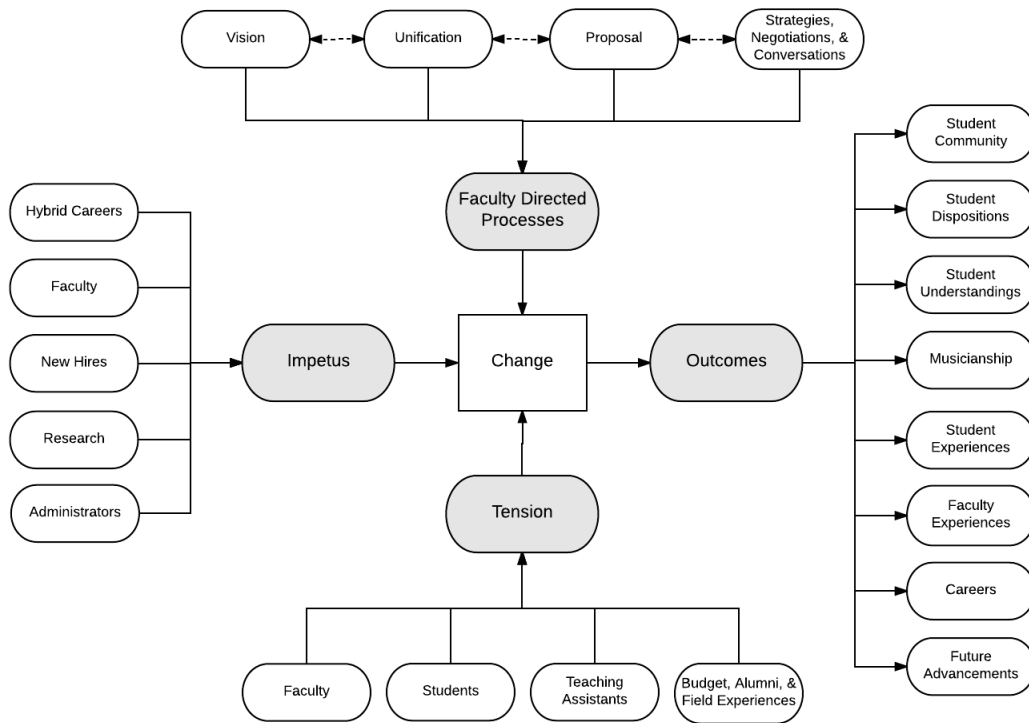 Vision
Unification
Proposal
Strategies,
Negotiations, &
Conversations
Faculty Directed
Processes
Hybrid Careers
Faculty
New Hires
Research
Administrators
Impetus
Change
Outcomes
Tension
Student
Community
Student
Dispositions
Student
Understandings
Musicianship
Student
Experiences
Faculty
Experiences
Careers
Future
Advancements
Faculty
Students
Teaching
Assistants
Budget, Alumni, &
Field Experiences